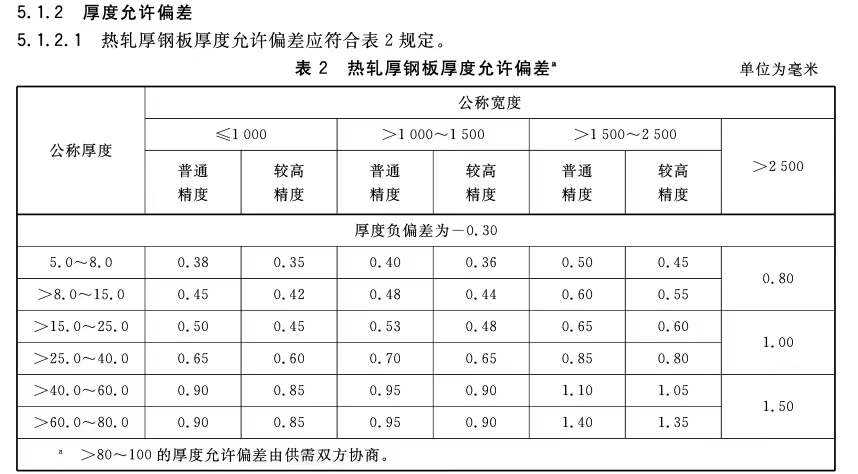 5.1.2 厚度允许偏差
5.1.2.1 热轧厚钢板厚度允许偏差应符合表 2 规定。
表 2 热轧厚钢板厚度允许偏差ᵃ 单位为毫米
公称厚度 公称宽度
≤1 000 >1 000～1 500 >1 500～2 500 >2 500
普通精度 较高精度 普通精度 较高精度 普通精度 较高精度
厚度负偏差为－0.30
5.0～8.0 0.38 0.35 0.40 0.36 0.50 0.45 0.80
>8.0～15.0 0.45 0.42 0.48 0.44 0.60 0.55
>15.0～25.0 0.50 0.45 0.53 0.48 0.65 0.60 1.00
>25.0～40.0 0.65 0.60 0.70 0.65 0.85 0.80
>40.0～60.0 0.90 0.85 0.95 0.90 1.10 1.05 1.50
>60.0～80.0 0.90 0.85 0.95 0.90 1.40 1.35
ᵃ >80～100 的厚度允许偏差由供需双方协商。